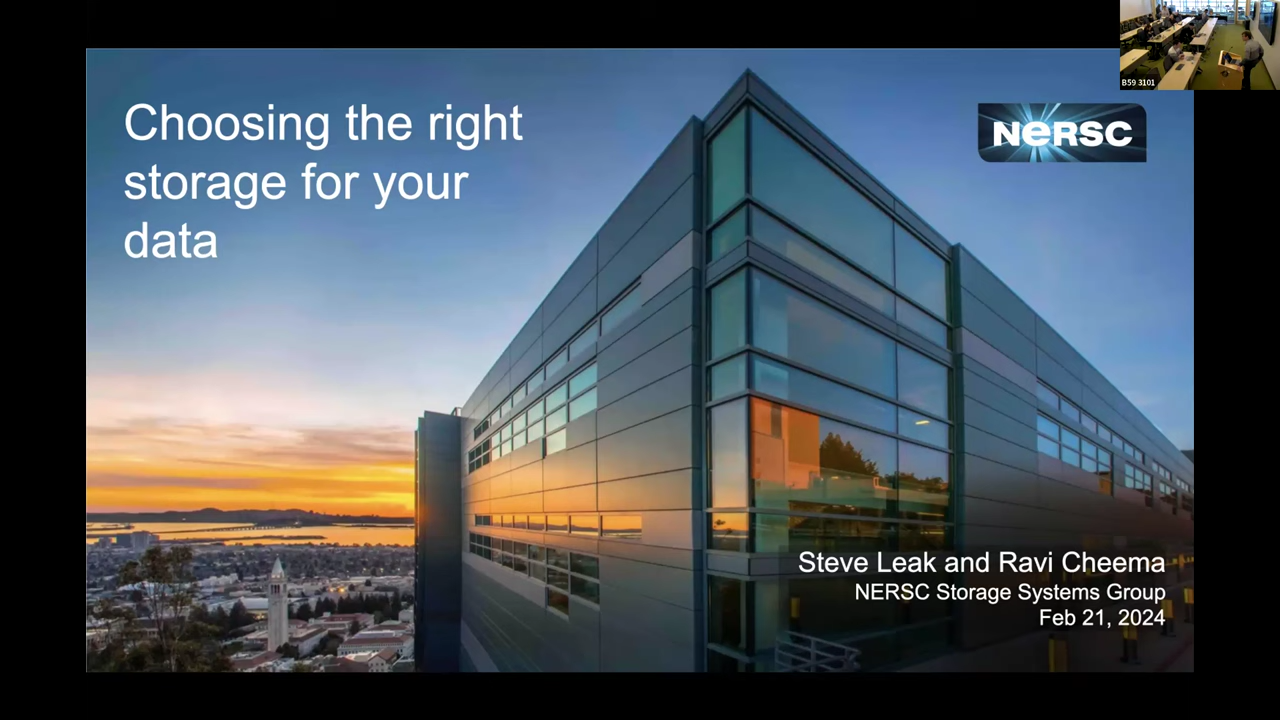 Choosing the right
storage for your
data
NERSC
B59 3101
Steve Leak and Ravi Cheema
NERSC Storage Systems Group
Feb 21, 2024